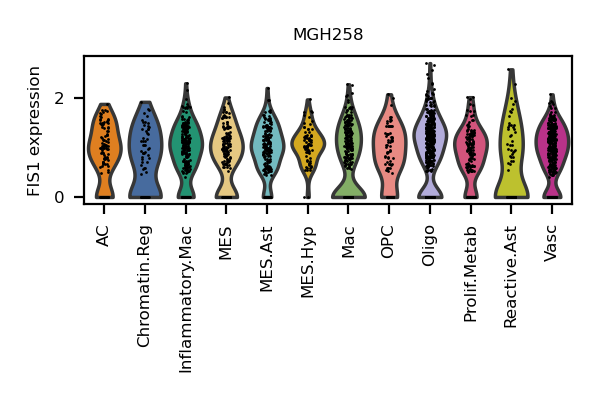 MGH258
FIS1 expression
2
0
AC
Chromatin.Reg
Inflammatory.Mac
MES
MES.Ast
MES.Hyp
Mac
OPC
Oligo
Prolif.Metab
Reactive.Ast
Vasc